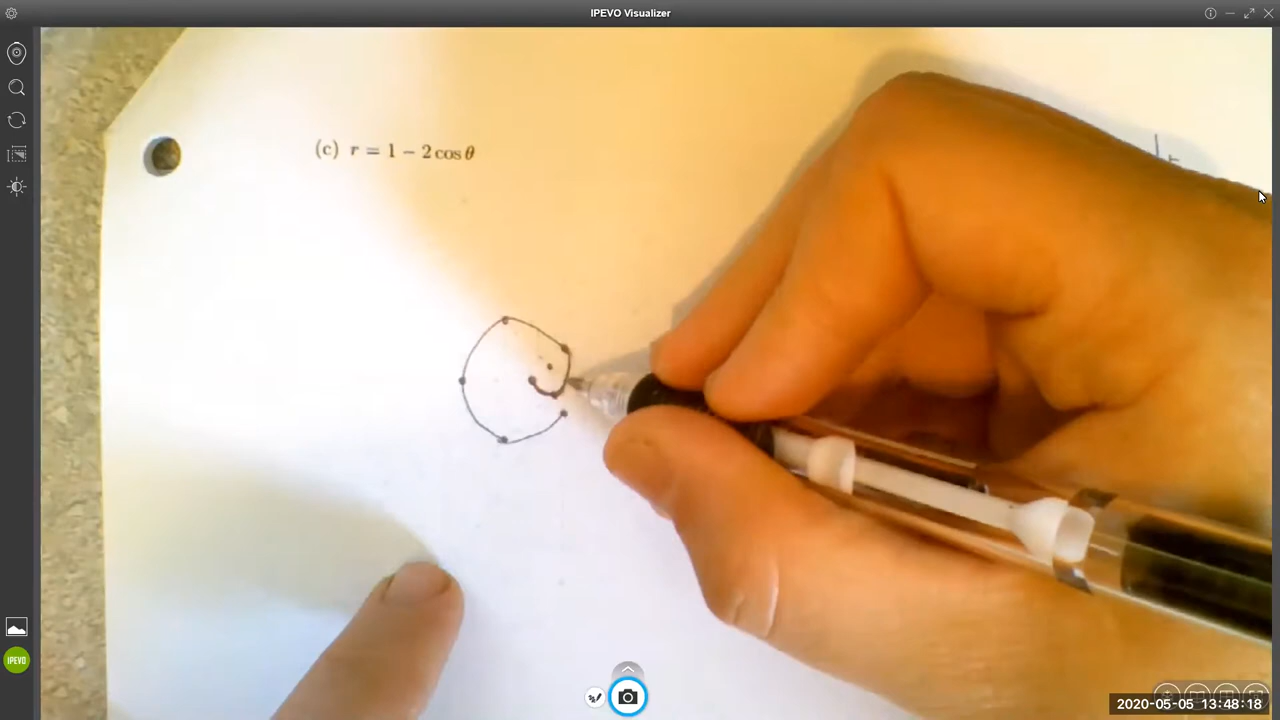 IPEVO Visualizer
(c) r = 1 − 2 cos θ
IPEVO
2020-05-05 13:48:18